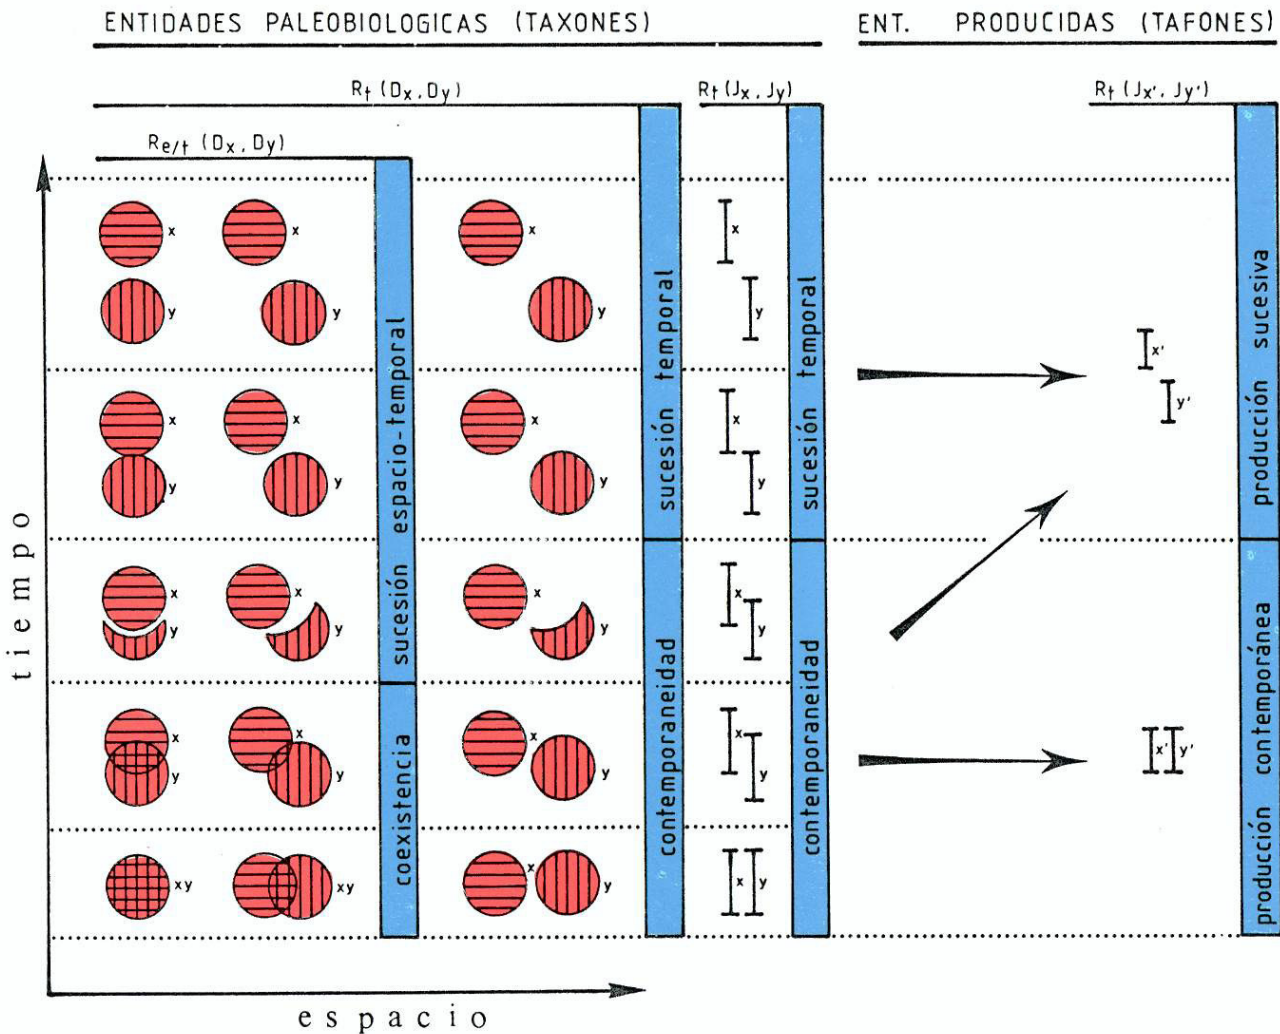 ENTIDADES PALEOBIOLOGICAS (TAXONES)
ENT. PRODUCIDAS (TAFONES)
Rt (Dx, Dy)
Rt (Jx, Jy)
Rt (Jx', Jy')
Re/t (Dx, Dy)
x x x x
y y y y
x'
y'
x x x x
y y y y
x x x x
y y y y
x x x x
y y y y
x' y'
xy xy x y x y
sucesión espacio-temporal
coexistencia
sucesión temporal
contemporaneidad
sucesión temporal
contemporaneidad
producción sucesiva
producción contemporánea
tiempo
espacio